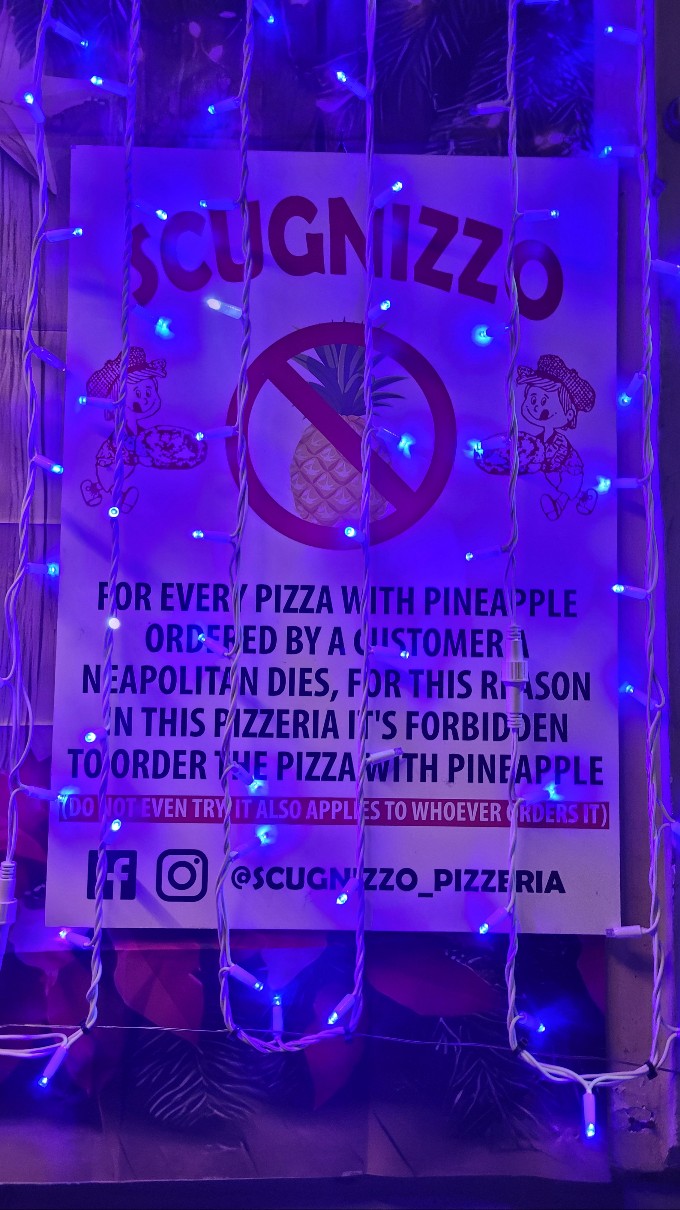 SCUGNIZZO
FOR EVERY PIZZA WITH PINEAPPLE
ORDERED BY A CUSTOMER A
NEAPOLITAN DIES, FOR THIS REASON
IN THIS PIZZERIA IT'S FORBIDDEN
TO ORDER THE PIZZA WITH PINEAPPLE
(DO NOT EVEN TRY IT ALSO APPLIES TO WHOEVER ORDERS IT)
@SCUGNIZZO_PIZZERIA